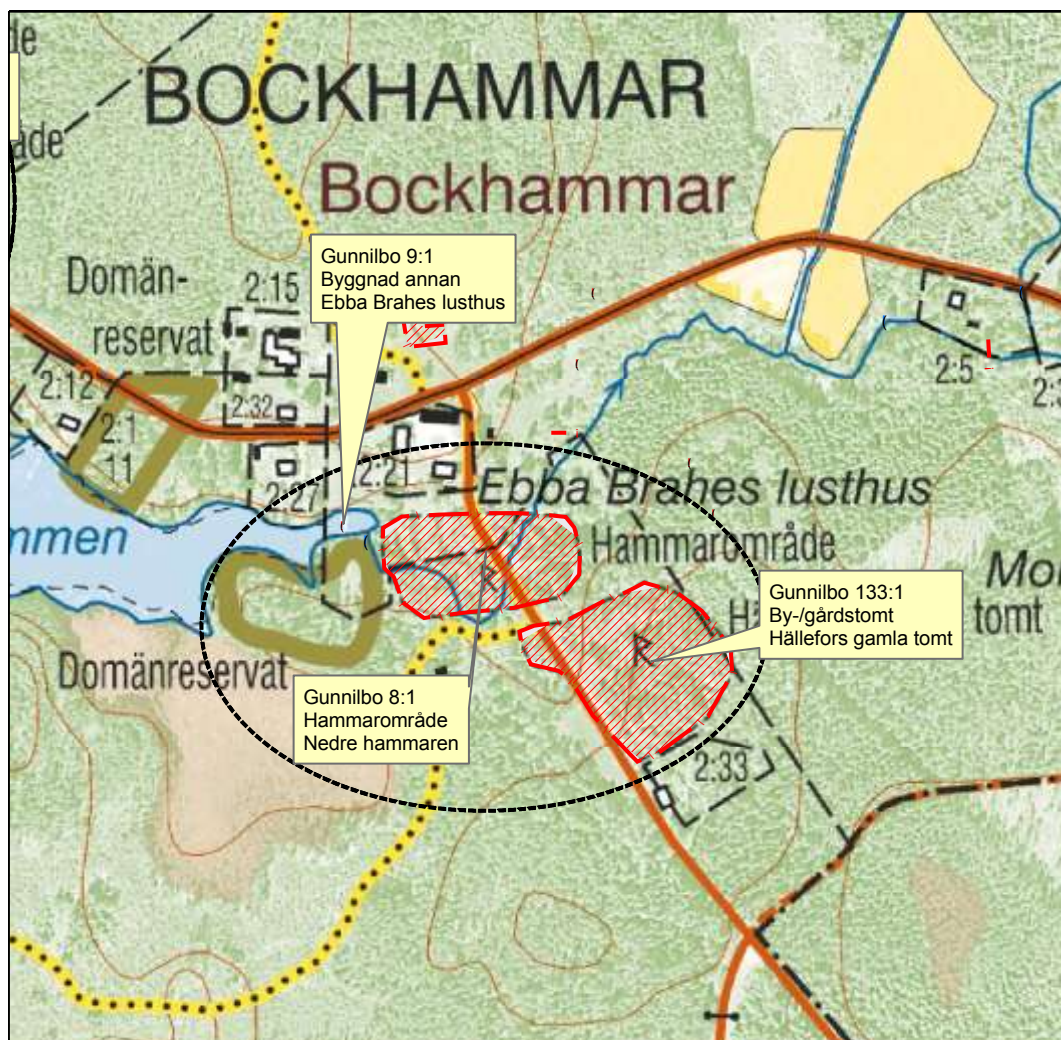 BOCKHAMMAR
Bockhammar
Gunnilbo 9:1
Byggnad annan
Ebba Brahes lusthus
Domän-
reservat
2:15
2:12
2:32
2:1
11
2:27
2:21
2:5
Ebba Brahes lusthus
Hammarområde
R
Gunnilbo 133:1
By-/gårdstomt
Hällefors gamla tomt
tomt
R
Domänreservat
Gunnilbo 8:1
Hammarområde
Nedre hammaren
2:33